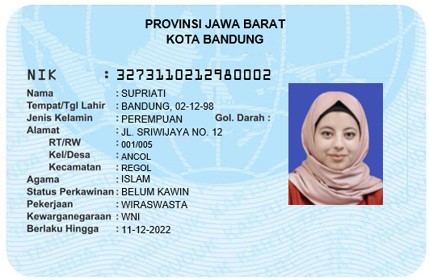 PROVINSI JAWA BARAT
KOTA BANDUNG
NIK : 3273110212980002
Nama : SUPRIATI
Tempat/Tgl Lahir : BANDUNG, 02-12-98
Jenis Kelamin : PEREMPUAN Gol. Darah :
Alamat : JL. SRIWIJAYA NO. 12
RT/RW : 001/005
Kel/Desa : ANCOL
Kecamatan : REGOL
Agama : ISLAM
Status Perkawinan : BELUM KAWIN
Pekerjaan : WIRASWASTA
Kewarganegaraan : WNI
Berlaku Hingga : 11-12-2022